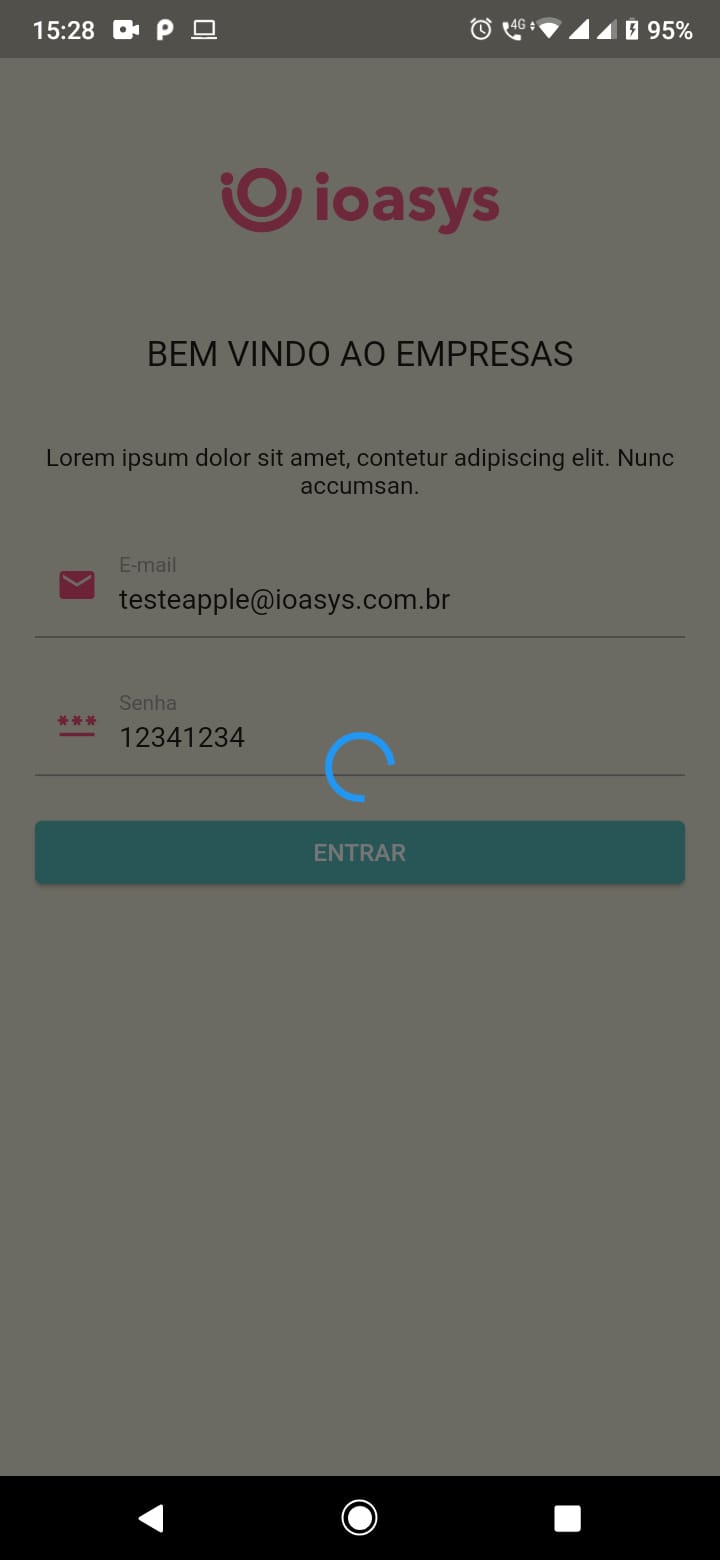 15:28 4G 95%
ioasys
BEM VINDO AO EMPRESAS
Lorem ipsum dolor sit amet, contetur adipiscing elit. Nunc
accumsan.
E-mail
testeapple@ioasys.com.br
Senha
***
12341234
ENTRAR